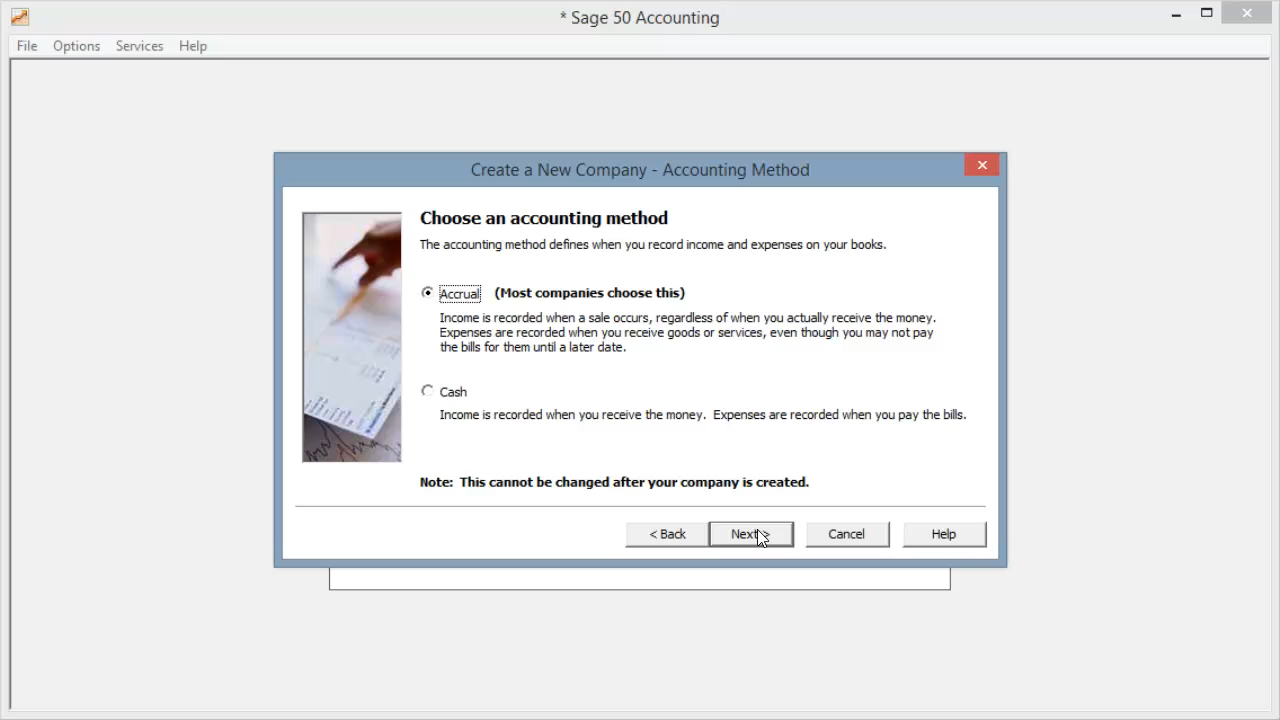 * Sage 50 Accounting
File Options Services Help
Create a New Company - Accounting Method
Choose an accounting method
The accounting method defines when you record income and expenses on your books.
Accrual (Most companies choose this)
Income is recorded when a sale occurs, regardless of when you actually receive the money.
Expenses are recorded when you receive goods or services, even though you may not pay
the bills for them until a later date.
Cash
Income is recorded when you receive the money. Expenses are recorded when you pay the bills.
Note: This cannot be changed after your company is created.
< Back Next > Cancel Help